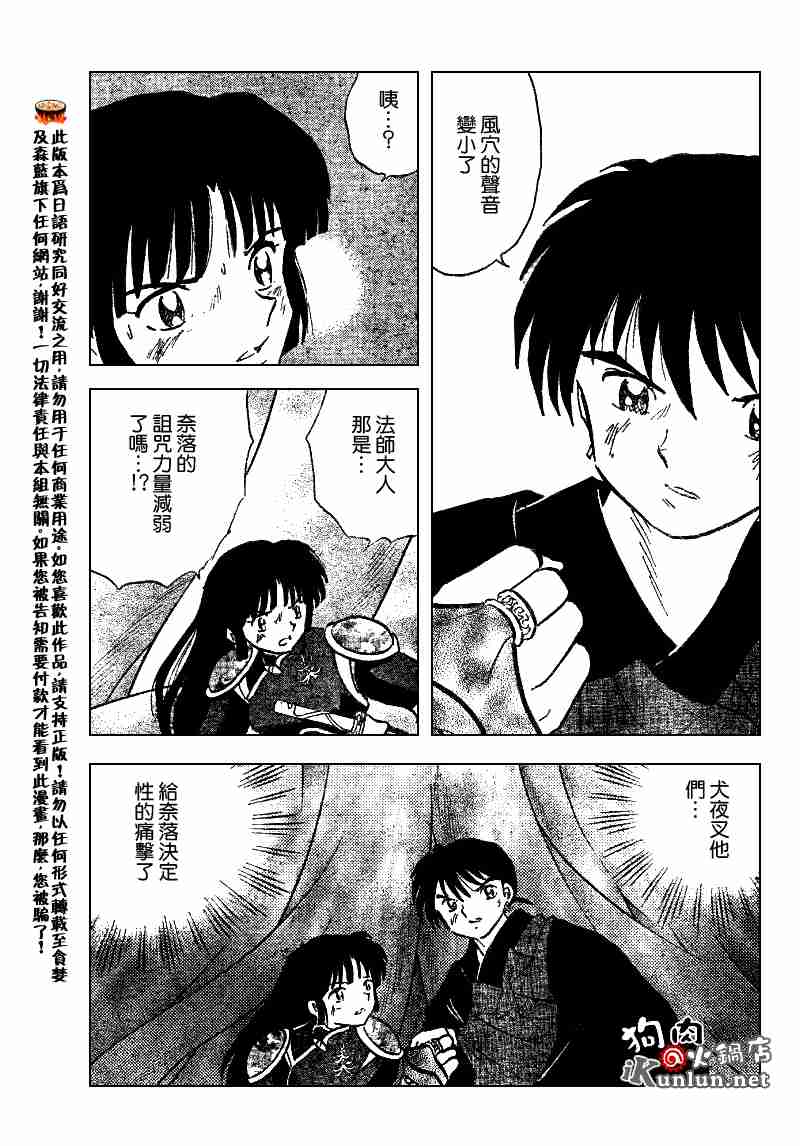 風穴的聲音
變小了
咦…?
法師大人
那是…
奈落的
詛咒力量減弱
了嗎…!?
犬夜叉他
們…
給奈落決定
性的痛擊了
此版本爲日語研究同好交流之用，請勿用于任何商業用途。如您喜歡此作品，請支持正版！請勿以任何形式轉載至貪婪
及森藍旗下任何網站，謝謝！一切法律責任與本組無關。如果您被告知需要付款才能看到此漫畫，那麼，您被騙了！
狗肉
@火鍋店
iKunlun.net